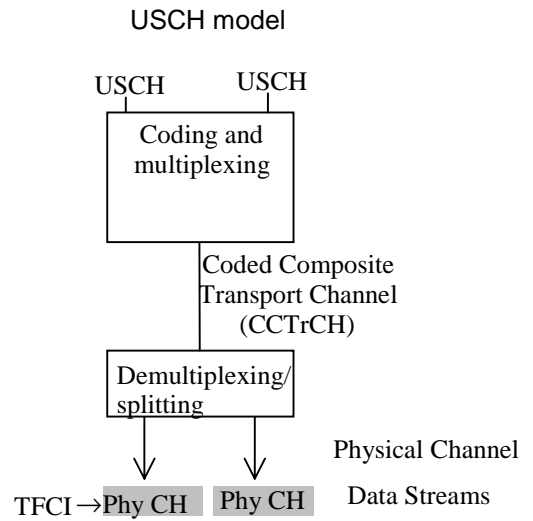 USCH model
USCH USCH
Coding and
multiplexing
Coded Composite
Transport Channel
(CCTrCH)
Demultiplexing/
splitting
Physical Channel
Data Streams
TFCI→ Phy CH Phy CH